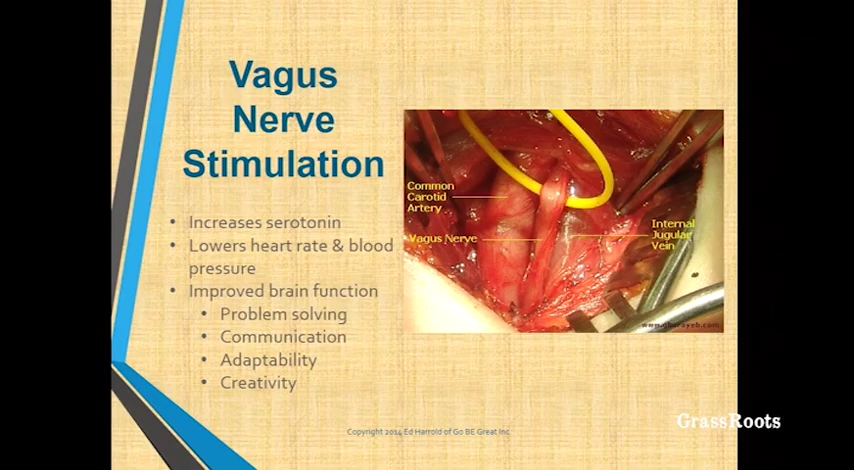 Vagus
Nerve
Stimulation
• Increases serotonin
• Lowers heart rate & blood
pressure
• Improved brain function
• Problem solving
• Communication
• Adaptability
• Creativity
Common
Carotid
Artery
Vagus Nerve
Internal
Jugular
Vein
Copyright 2014 Ed Harrold of Go BE Great Inc.
GrassRoots